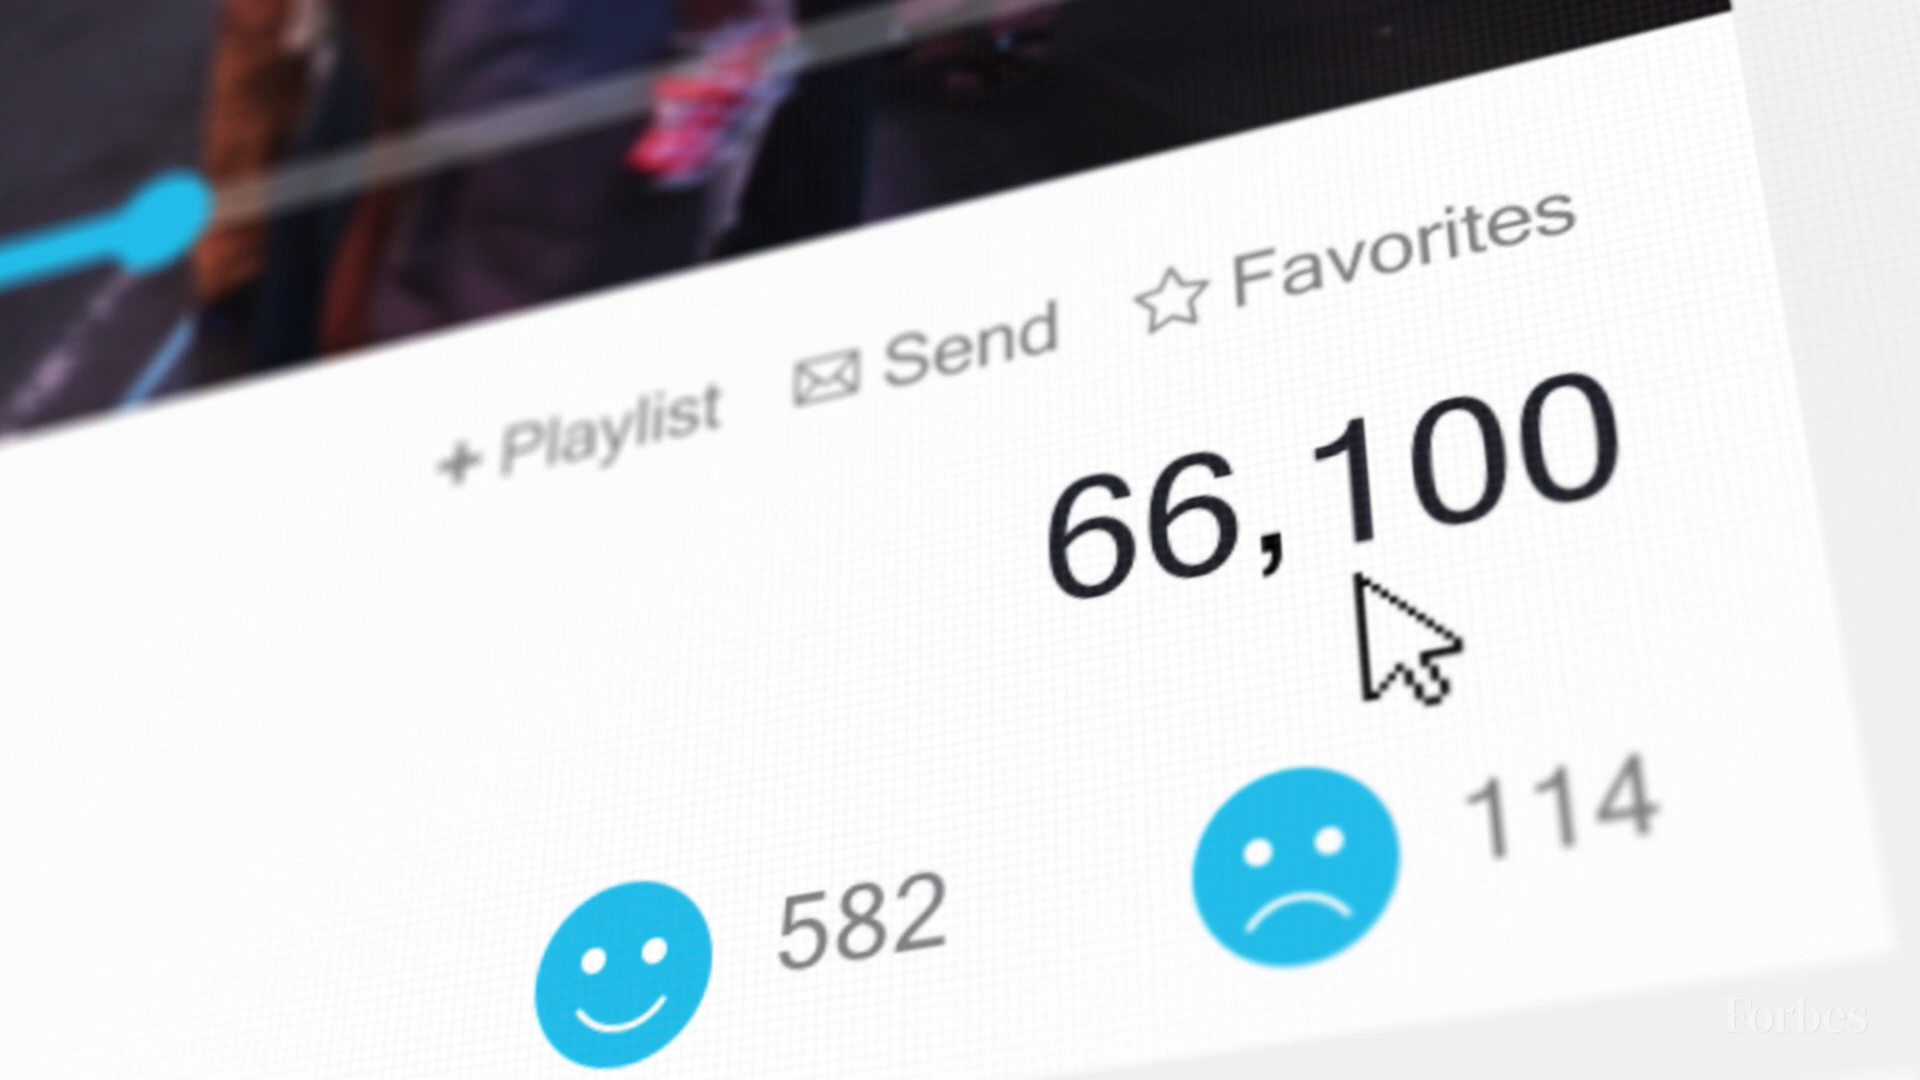 + Playlist
Send
Favorites
66,100
582
114
Forbes